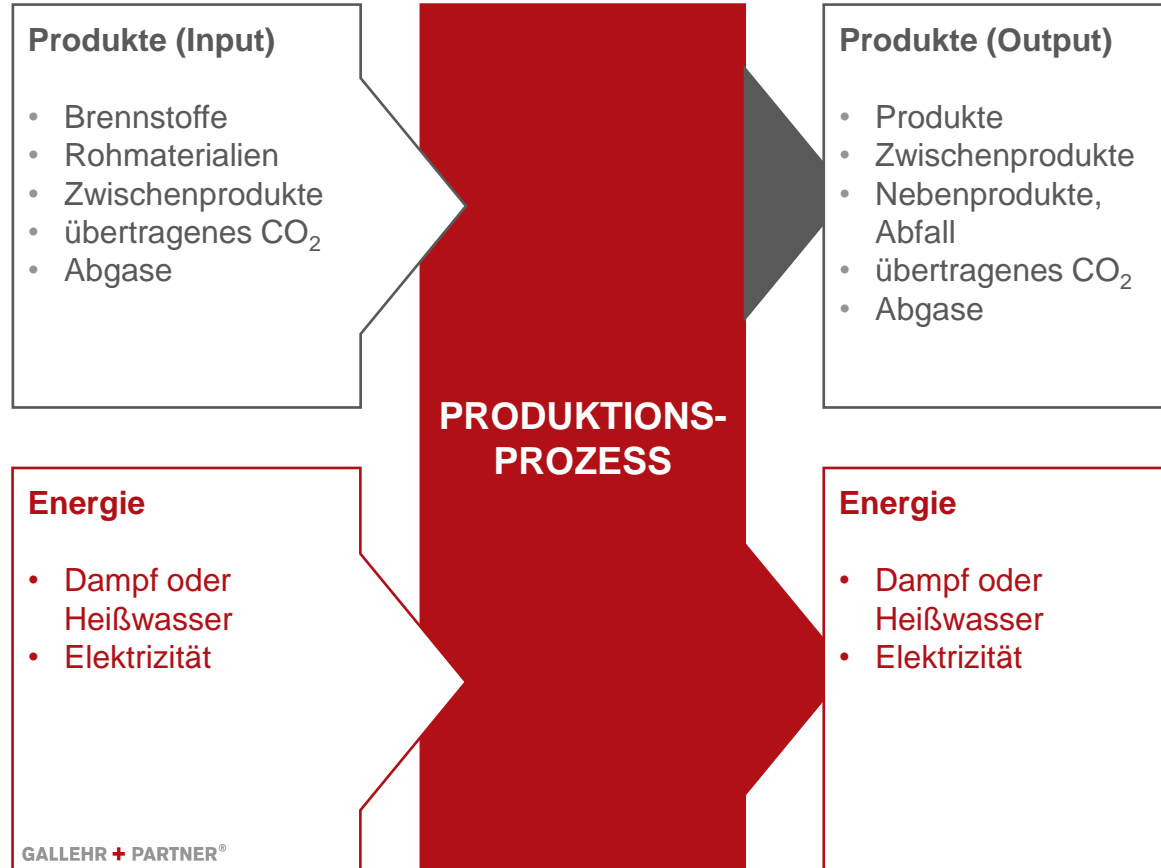 Produkte (Input)
• Brennstoffe
• Rohmaterialien
• Zwischenprodukte
• übertragenes CO₂
• Abgase
Energie
• Dampf oder
Heißwasser
• Elektrizität
PRODUKTIONS-
PROZESS
Produkte (Output)
• Produkte
• Zwischenprodukte
• Nebenprodukte,
Abfall
• übertragenes CO₂
• Abgase
Energie
• Dampf oder
Heißwasser
• Elektrizität
GALLEHR + PARTNER®